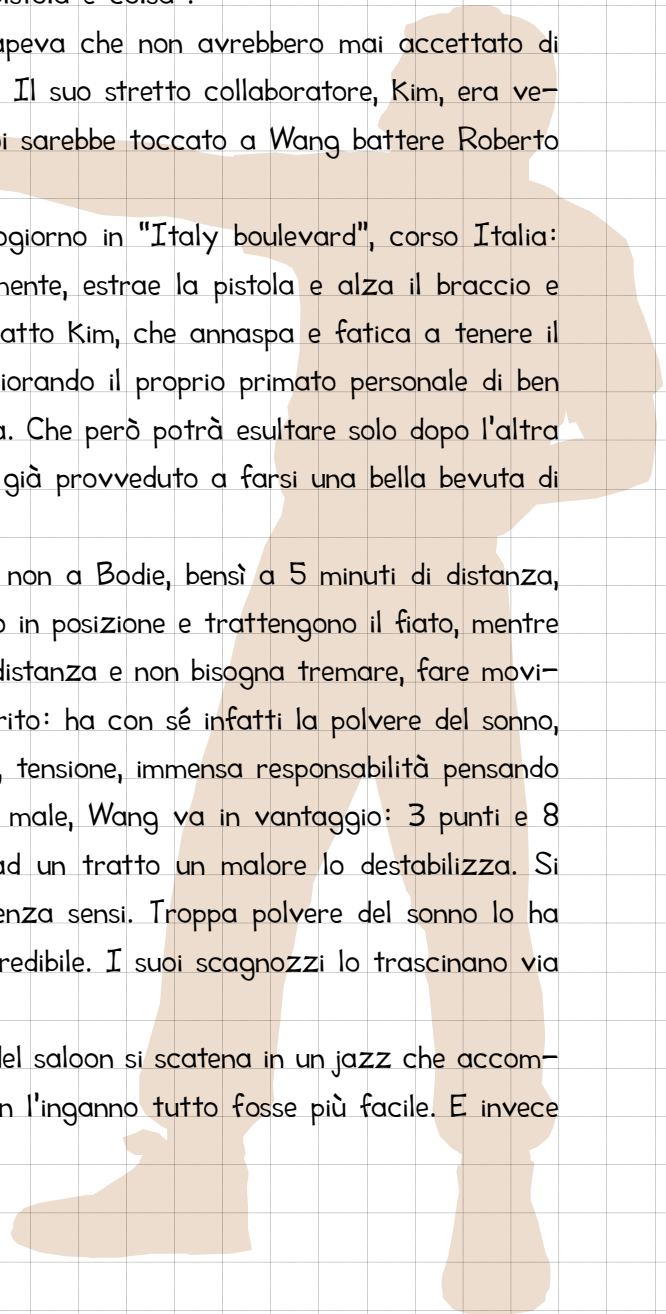 apeva che non avrebbero mai accettato di
Il suo stretto collaboratore, Kim, era ve-
i sarebbe toccato a Wang battere Roberto
ogiorno in "Italy boulevard", corso Italia:
nente, estrae la pistola e alza il braccio e
atto Kim, che annaspa e fatica a tenere il
iorando il proprio primato personale di ben
a. Che però potrà esultare solo dopo l'altra
già provveduto a farsi una bella bevuta di
non a Bodie, bensì a 5 minuti di distanza,
o in posizione e trattengono il fiato, mentre
distanza e non bisogna tremare, fare movi-
rito: ha con sé infatti la polvere del sonno,
, tensione, immensa responsabilità pensando
male, Wang va in vantaggio: 3 punti e 8
ad un tratto un malore lo destabilizza. Si
enza sensi. Troppa polvere del sonno lo ha
redibile. I suoi scagnozzi lo trascinano via
del saloon si scatena in un jazz che accom-
n l'inganno tutto fosse più facile. E invece